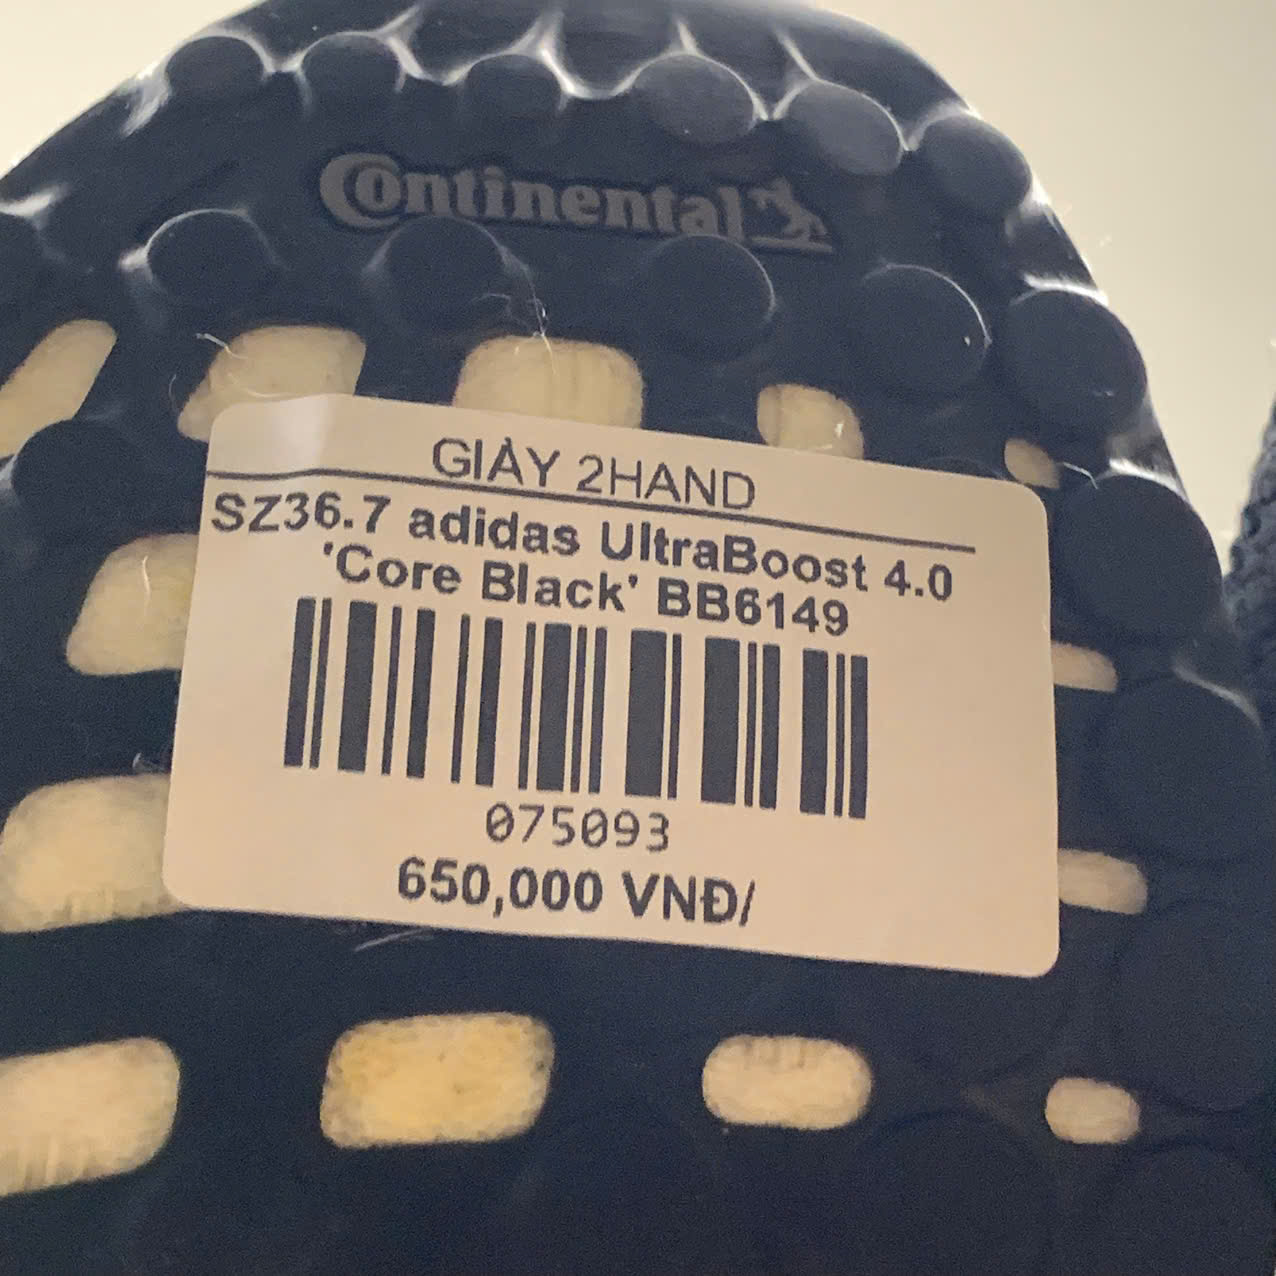 Continental
GIÀY 2HAND
SZ36.7 adidas UltraBoost 4.0
'Core Black' BB6149
075093
650,000 VNĐ/